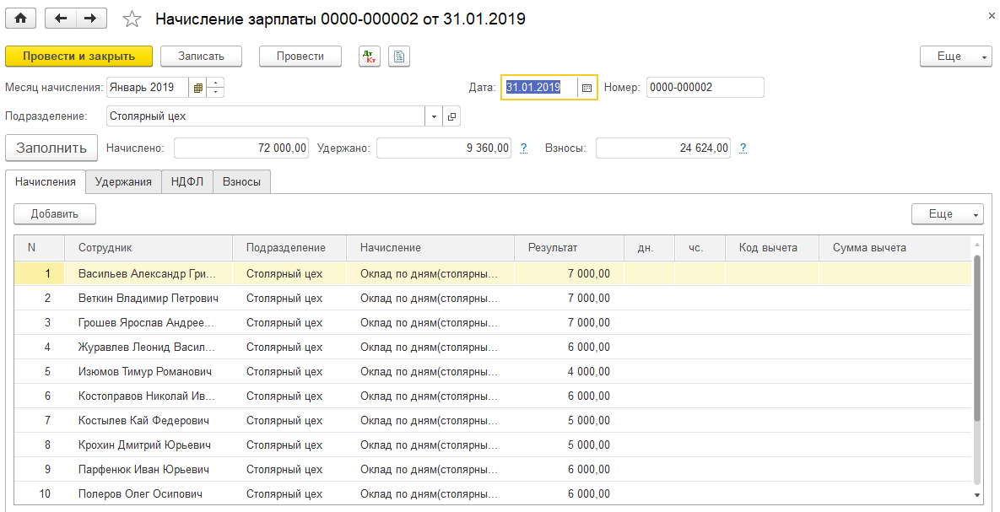 Начисление зарплаты 0000-000002 от 31.01.2019
Провести и закрыть Записать Провести Дт Кт Еще
Месяц начисления: Январь 2019 Дата: 31.01.2019 Номер: 0000-000002
Подразделение: Столярный цех
Заполнить Начислено: 72 000,00 Удержано: 9 360,00 ? Взносы: 24 624,00 ?
Начисления Удержания НДФЛ Взносы
Добавить Еще
N Сотрудник Подразделение Начисление Результат дн. чс. Код вычета Сумма вычета
1 Васильев Александр Гри... Столярный цех Оклад по дням(столярны... 7 000,00
2 Веткин Владимир Петрович Столярный цех Оклад по дням(столярны... 7 000,00
3 Грошев Ярослав Андрее... Столярный цех Оклад по дням(столярны... 7 000,00
4 Журавлев Леонид Васил... Столярный цех Оклад по дням(столярны... 6 000,00
5 Изюмов Тимур Романович Столярный цех Оклад по дням(столярны... 4 000,00
6 Костоправов Николай Ив... Столярный цех Оклад по дням(столярны... 6 000,00
7 Костылев Кай Федерович Столярный цех Оклад по дням(столярны... 5 000,00
8 Крохин Дмитрий Юрьевич Столярный цех Оклад по дням(столярны... 5 000,00
9 Парфенюк Иван Юрьевич Столярный цех Оклад по дням(столярны... 6 000,00
10 Полеров Олег Осипович Столярный цех Оклад по дням(столярны... 6 000,00